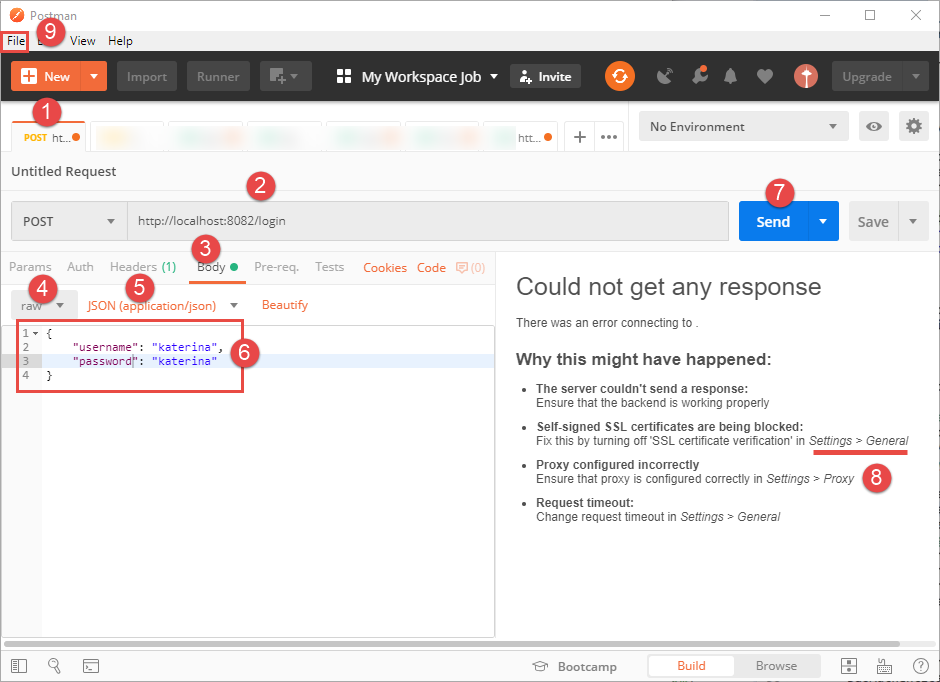 Postman
9
File
View
Help
New
Import
Runner
My Workspace Job
Invite
Upgrade
1
POST htt...
htt...
No Environment
Untitled Request
2
7
POST
http://localhost:8082/login
Send
Save
3
Params
Auth
Headers (1)
Body
Pre-req.
Tests
Cookies
Code
(0)
4
5
raw
JSON (application/json)
Beautify
1 {
2 "username": "katerina",
3 "password": "katerina"
4 }
6
Could not get any response
There was an error connecting to .
Why this might have happened:
The server couldn't send a response:
Ensure that the backend is working properly
Self-signed SSL certificates are being blocked:
Fix this by turning off 'SSL certificate verification' in Settings > General
Proxy configured incorrectly
Ensure that proxy is configured correctly in Settings > Proxy
8
Request timeout:
Change request timeout in Settings > General
Bootcamp
Build
Browse